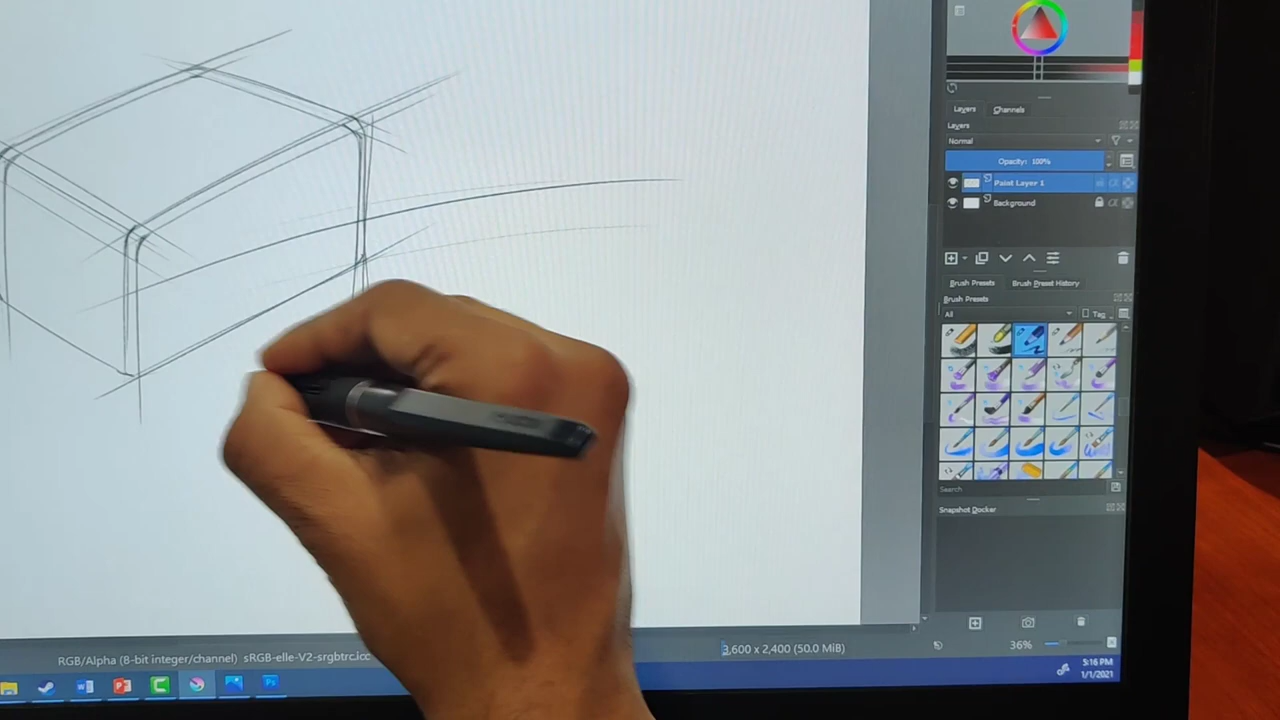 Layers Channels
Layers
Normal
Opacity: 100%
Paint Layer 1
Background
Brush Presets Brush Preset History
Brush Presets
All
Tag
Search
Snapshot Docker
RGB/Alpha (8-bit integer/channel) sRGB-elle-V2-srgbtrc.icc
3,600 x 2,400 (50.0 MiB)
36%
5:16 PM
1/1/2021